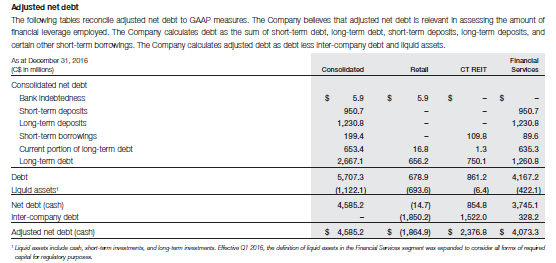 Adjusted net debt
The following tables reconcile adjusted net debt to GAAP measures. The Company believes that adjusted net debt is relevant in assessing the amount of
financial leverage employed. The Company calculates debt as the sum of short-term debt, long-term debt, short-term deposits, long-term deposits, and
certain other short-term borrowings. The Company calculates adjusted debt as debt less inter-company debt and liquid assets.
As at December 31, 2016 Financial
(C$ in millions) Consolidated Retail CT REIT Services
Consolidated net debt
Bank indebtedness $ 5.9 $ 5.9 $ – $ –
Short-term deposits 950.7 – – 950.7
Long-term deposits 1,230.8 – – 1,230.8
Short-term borrowings 199.4 – 109.8 89.6
Current portion of long-term debt 653.4 16.8 1.3 635.3
Long-term debt 2,667.1 656.2 750.1 1,260.8
Debt 5,707.3 678.9 861.2 4,167.2
Liquid assets¹ (1,122.1) (693.6) (6.4) (422.1)
Net debt (cash) 4,585.2 (14.7) 854.8 3,745.1
Inter-company debt – (1,850.2) 1,522.0 328.2
Adjusted net debt (cash) $ 4,585.2 $ (1,864.9) $ 2,376.8 $ 4,073.3
¹ Liquid assets include cash, short-term investments, and long-term investments. Effective Q1 2016, the definition of liquid assets in the Financial Services segment was expanded to consider all forms of required
capital for regulatory purposes.